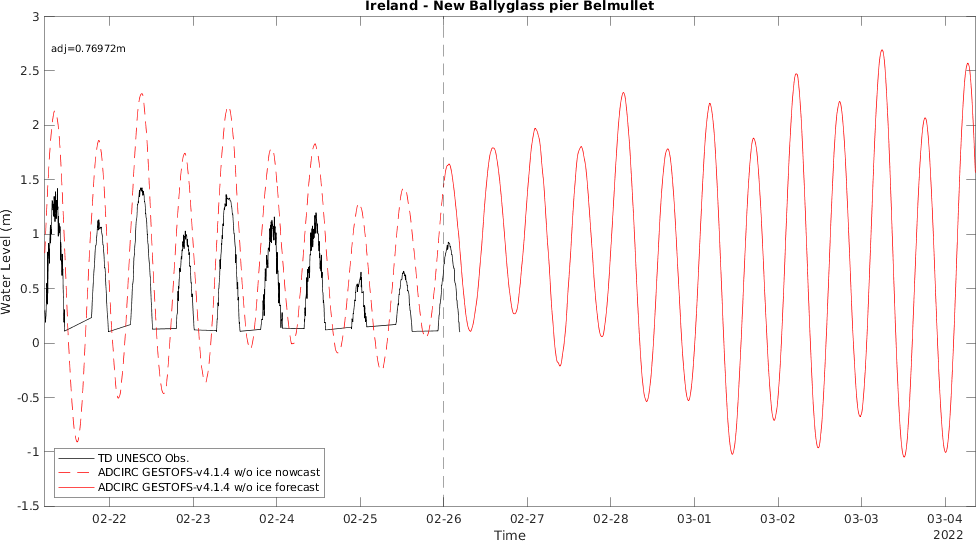 Ireland - New Ballyglass pier Belmullet
adj=0.76972m
3
2.5
2
1.5
1
0.5
0
-0.5
-1
-1.5
Water Level (m)
TD UNESCO Obs.
ADCIRC GESTOFS-v4.1.4 w/o ice nowcast
ADCIRC GESTOFS-v4.1.4 w/o ice forecast
02-22 02-23 02-24 02-25 02-26 02-27 02-28 03-01 03-02 03-03 03-04
Time
2022